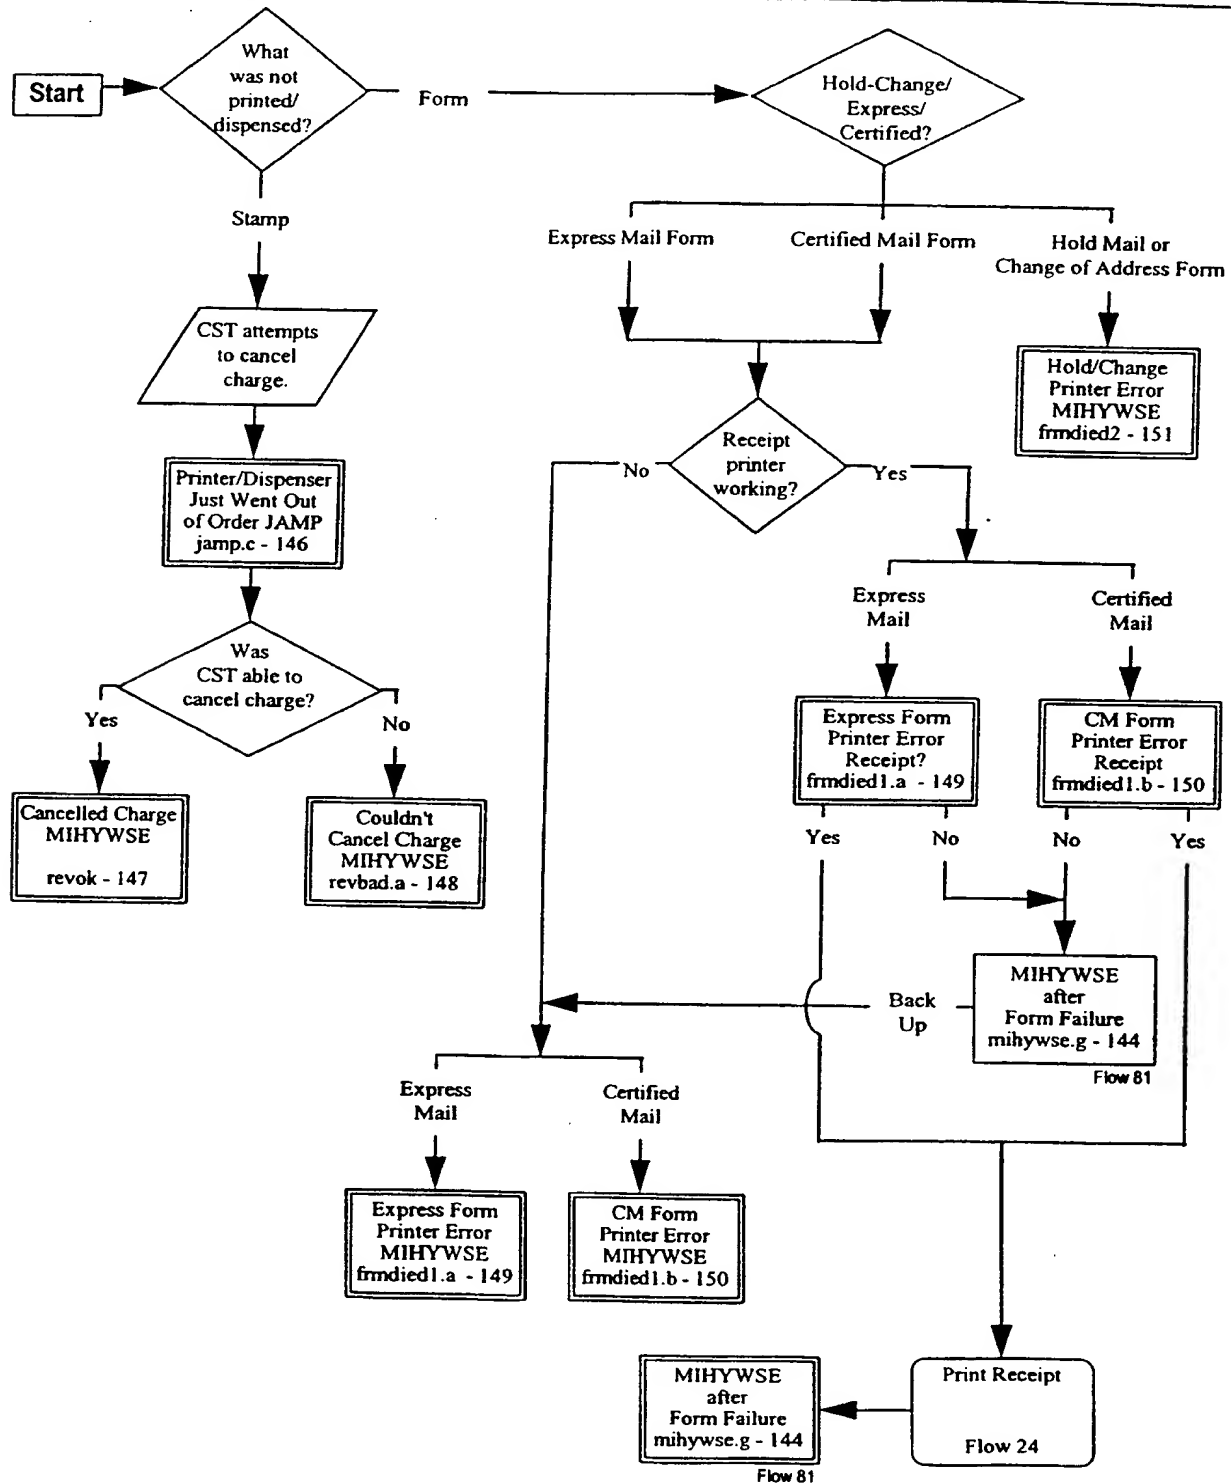 Start
What
was not
printed/
dispensed?
Form
Hold-Change/
Express/
Certified?
Stamp
Express Mail Form
Certified Mail Form
Hold Mail or
Change of Address Form
CST attempts
to cancel
charge.
Hold/Change
Printer Error
MIHYWSE
frmdied2 - 151
Printer/Dispenser
Just Went Out
of Order JAMP
jamp.c - 146
No
Receipt
printer
working?
Yes
Express
Mail
Certified
Mail
Was
CST able to
cancel charge?
Yes
No
Express Form
Printer Error
Receipt?
frmdied1.a - 149
CM Form
Printer Error
Receipt
frmdied1.b - 150
Cancelled Charge
MIHYWSE
revok - 147
Couldn't
Cancel Charge
MIHYWSE
revbad.a - 148
Yes
No
No
Yes
Back
Up
MIHYWSE
after
Form Failure
mihywse.g - 144
Flow 81
Express
Mail
Certified
Mail
Express Form
Printer Error
MIHYWSE
frmdied1.a - 149
CM Form
Printer Error
MIHYWSE
frmdied1.b - 150
MIHYWSE
after
Form Failure
mihywse.g - 144
Flow 81
Print Receipt
Flow 24